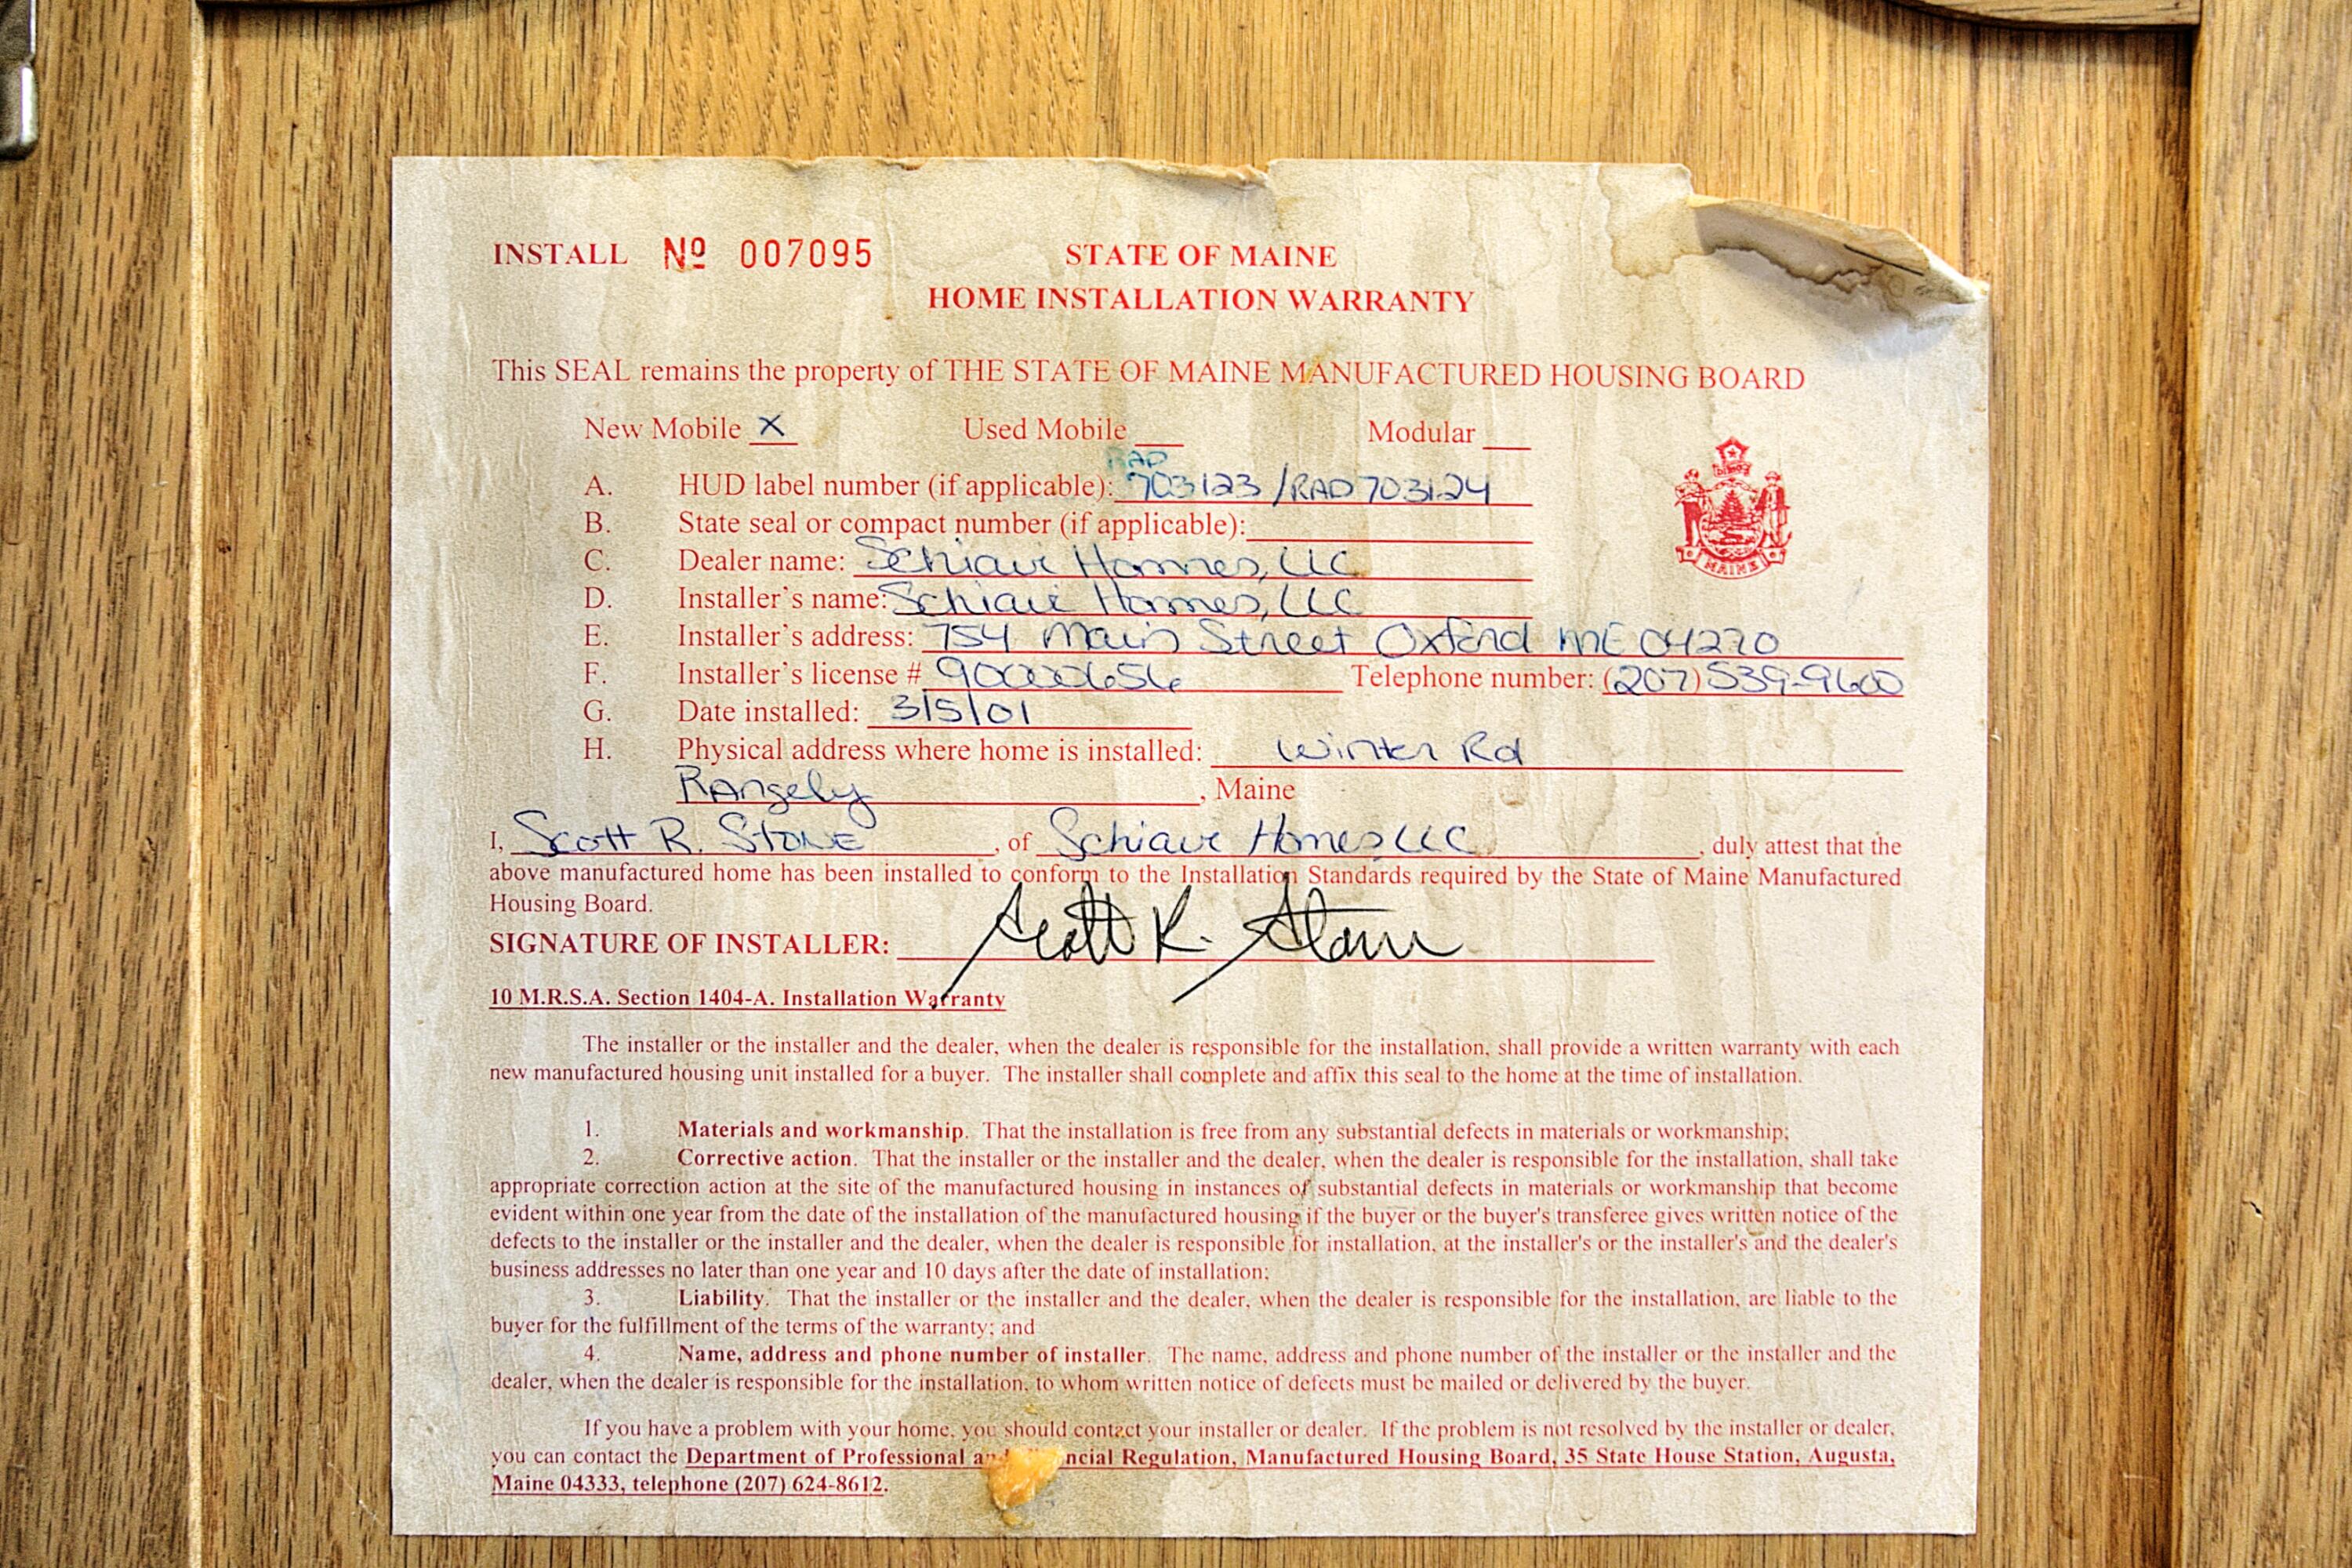 INSTALL Nº 007095 STATE OF MAINE
HOME INSTALLATION WARRANTY
This SEAL remains the property of THE STATE OF MAINE MANUFACTURED HOUSING BOARD
New Mobile X Used Mobile __ Modular __
RAD
A. HUD label number (if applicable): 703123 / RAD 703124
B. State seal or compact number (if applicable):
C. Dealer name: Schiavi Homes, LLC
D. Installer's name: Schiavi Homes, LLC
E. Installer's address: 754 Main Street Oxford ME 04270
F. Installer's license # 90000656 Telephone number: (207) 539-9600
G. Date installed: 3/5/01
H. Physical address where home is installed: Winter Rd
Rangely, Maine
I, Scott R. Stone, of Schiavi Homes LLC, duly attest that the
above manufactured home has been installed to conform to the Installation Standards required by the State of Maine Manufactured
Housing Board.
SIGNATURE OF INSTALLER: Scott R. Stone
10 M.R.S.A. Section 1404-A. Installation Warranty
The installer or the installer and the dealer, when the dealer is responsible for the installation, shall provide a written warranty with each
new manufactured housing unit installed for a buyer. The installer shall complete and affix this seal to the home at the time of installation.
1. Materials and workmanship. That the installation is free from any substantial defects in materials or workmanship;
2. Corrective action. That the installer or the installer and the dealer, when the dealer is responsible for the installation, shall take
appropriate correction action at the site of the manufactured housing in instances of substantial defects in materials or workmanship that become
evident within one year from the date of the installation of the manufactured housing if the buyer or the buyer's transferee gives written notice of the
defects to the installer or the installer and the dealer, when the dealer is responsible for installation, at the installer's or the installer's and the dealer's
business addresses no later than one year and 10 days after the date of installation;
3. Liability. That the installer or the installer and the dealer, when the dealer is responsible for the installation, are liable to the
buyer for the fulfillment of the terms of the warranty; and
4. Name, address and phone number of installer. The name, address and phone number of the installer or the installer and the
dealer, when the dealer is responsible for the installation, to whom written notice of defects must be mailed or delivered by the buyer.
If you have a problem with your home, you should contact your installer or dealer. If the problem is not resolved by the installer or dealer,
you can contact the Department of Professional and ncial Regulation, Manufactured Housing Board, 35 State House Station, Augusta,
Maine 04333, telephone (207) 624-8612.
MAINE